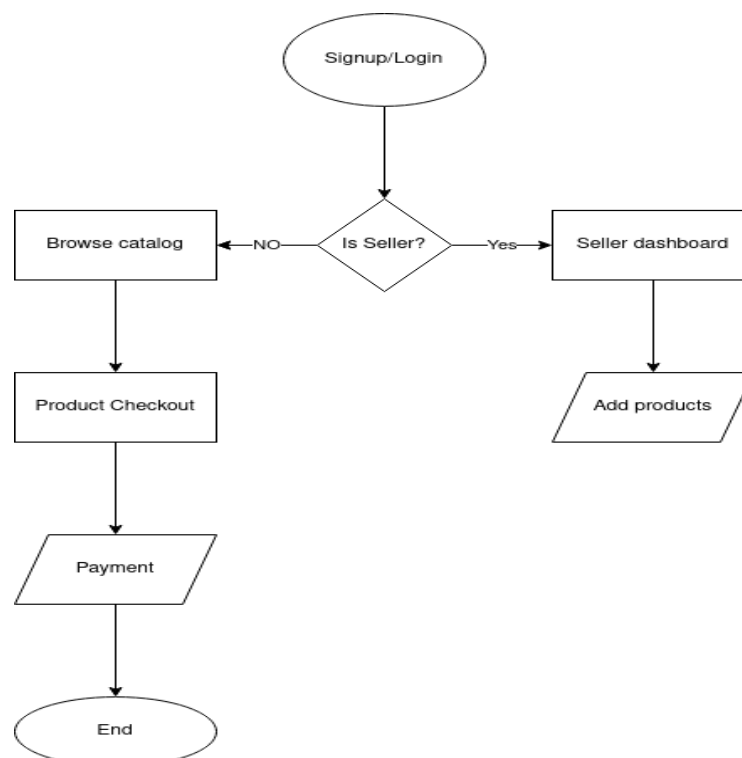 Signup/Login
Is Seller?
NO
Yes
Browse catalog
Seller dashboard
Product Checkout
Add products
Payment
End